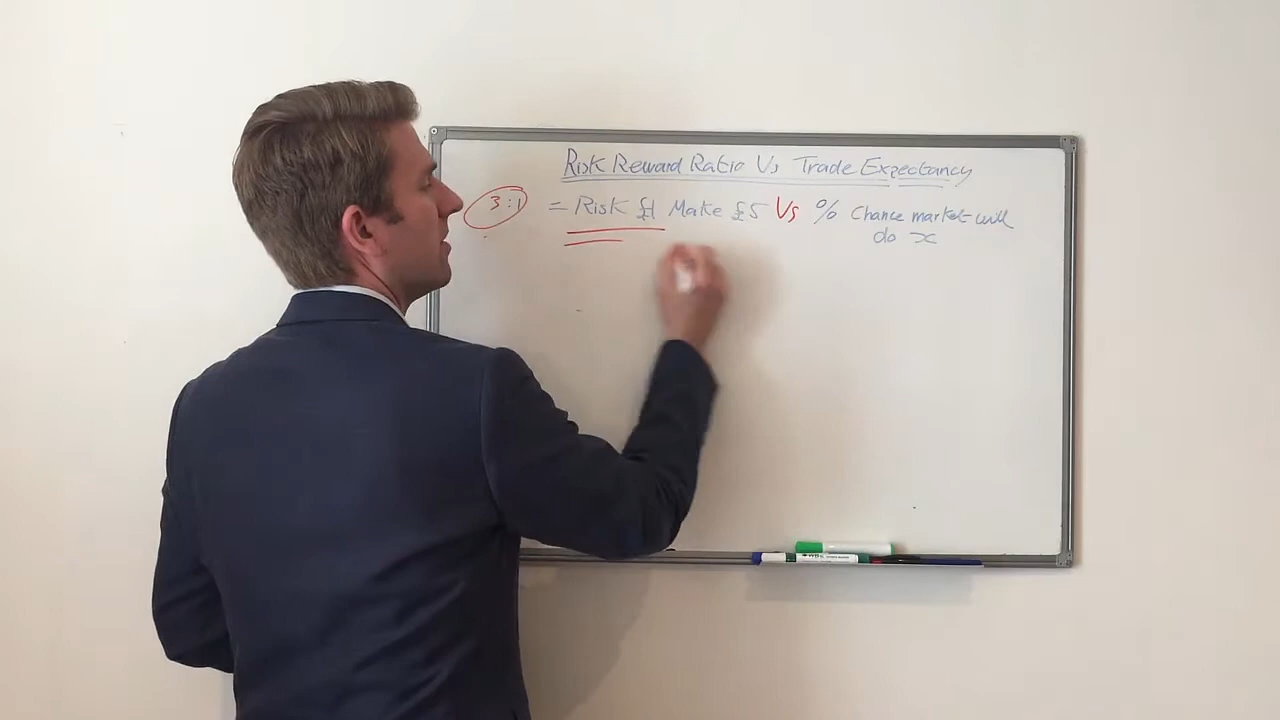 Risk Reward Ratio Vs Trade Expectancy
3:1 = Risk £1 Make £5 Vs % Chance market will
do x